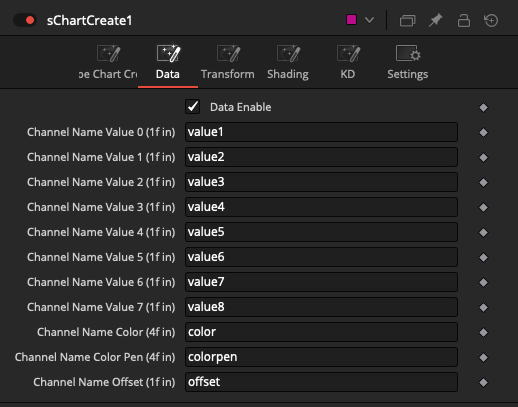 sChartCreate1
pe Chart Cre Data Transform Shading KD Settings
Data Enable
Channel Name Value 0 (1f in) value1
Channel Name Value 1 (1f in) value2
Channel Name Value 2 (1f in) value3
Channel Name Value 3 (1f in) value4
Channel Name Value 4 (1f in) value5
Channel Name Value 5 (1f in) value6
Channel Name Value 6 (1f in) value7
Channel Name Value 7 (1f in) value8
Channel Name Color (4f in) color
Channel Name Color Pen (4f in) colorpen
Channel Name Offset (1f in) offset